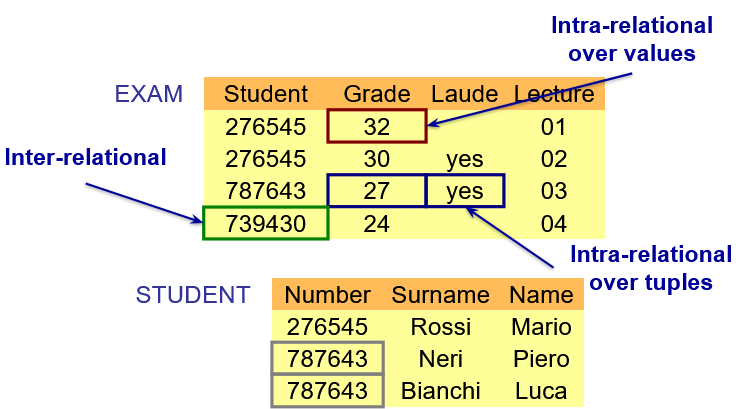 Intra-relational
over values
EXAM Student Grade Laude Lecture
276545 32 01
Inter-relational
276545 30 yes 02
787643 27 yes 03
739430 24 04
Intra-relational
over tuples
STUDENT Number Surname Name
276545 Rossi Mario
787643 Neri Piero
787643 Bianchi Luca